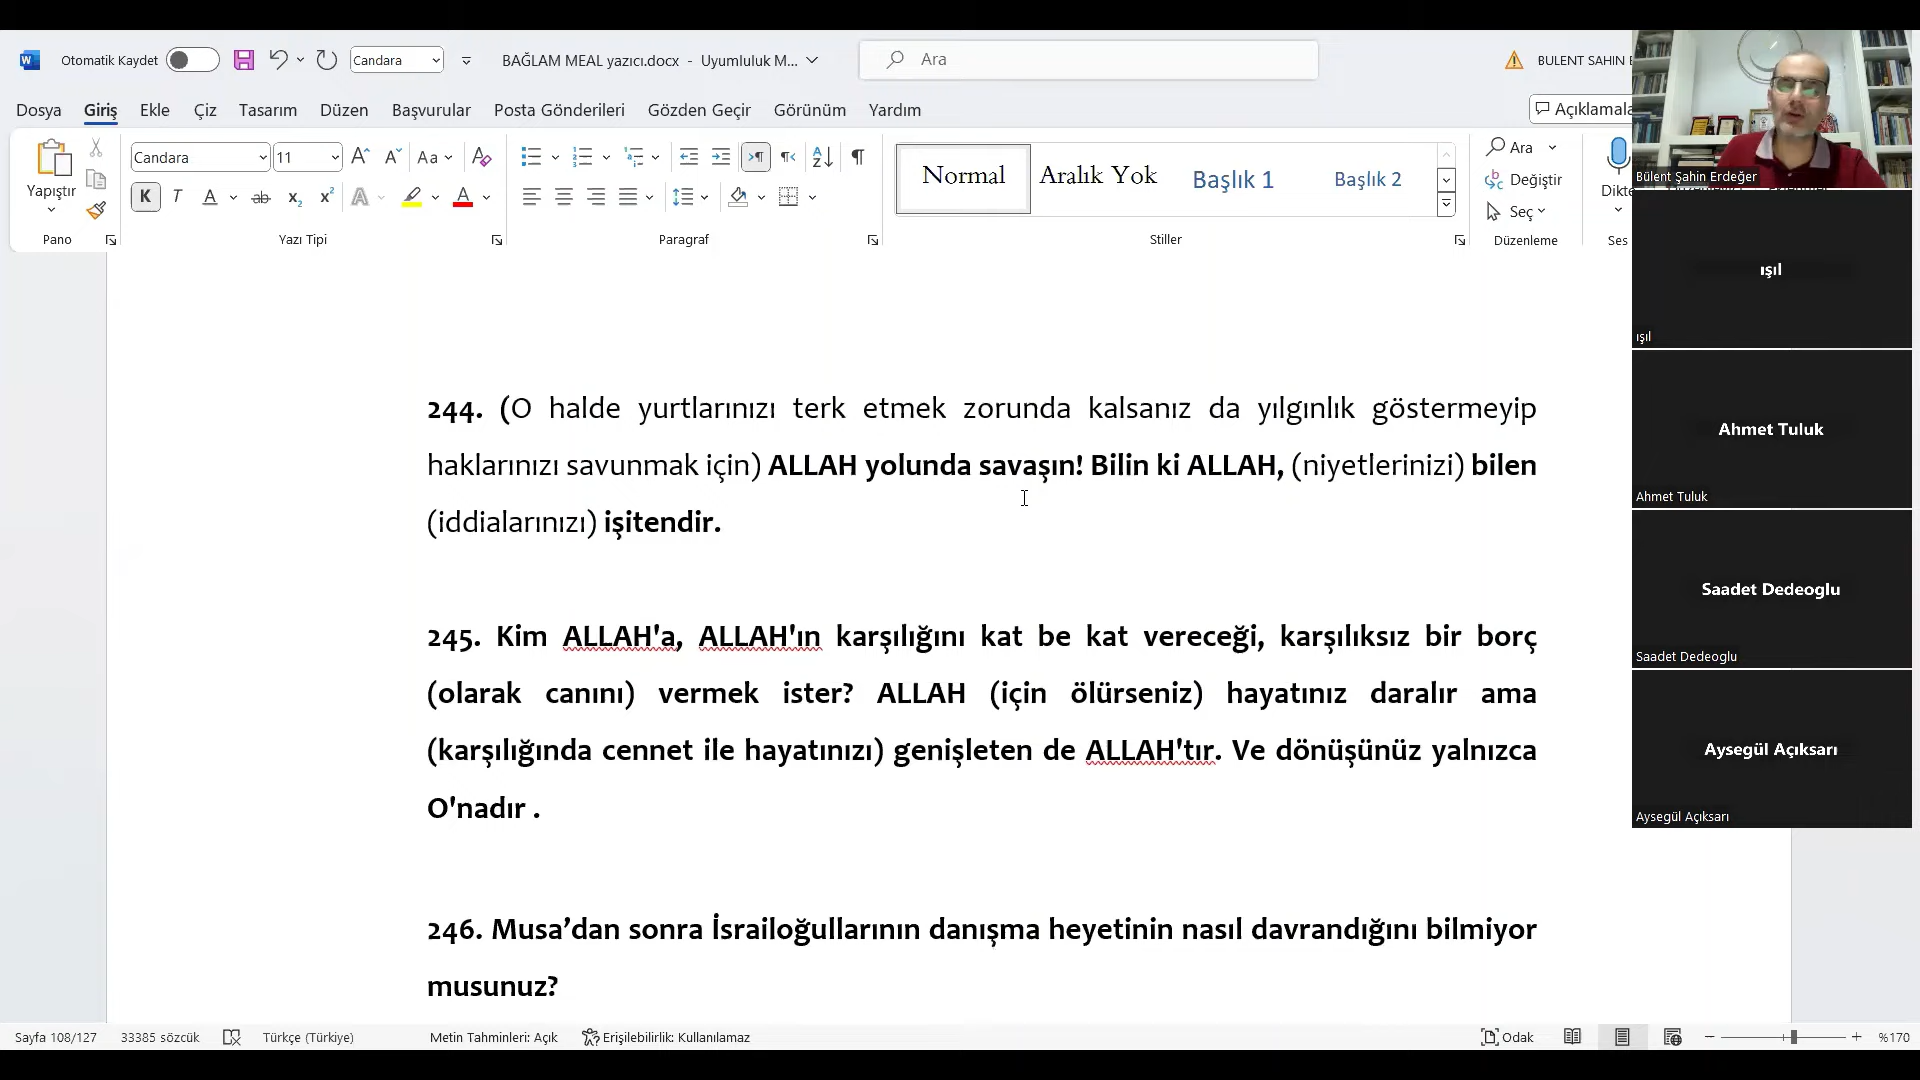 Otomatik Kaydet
Candara
BAĞLAM MEAL yazıcı.docx - Uyumluluk M...
Ara
BULENT SAHIN E
Dosya Giriş Ekle Çiz Tasarım Düzen Başvurular Posta Gönderileri Gözden Geçir Görünüm Yardım
Açıklamala
Yapıştır
Pano
Candara 11
Yazı Tipi
Paragraf
Normal Aralık Yok Başlık 1 Başlık 2
Stiller
Ara
Değiştir
Seç
Düzenleme
Dikte
Ses
244. (O halde yurtlarınızı terk etmek zorunda kalsanız da yılgınlık göstermeyip
haklarınızı savunmak için) ALLAH yolunda savaşın! Bilin ki ALLAH, (niyetlerinizi) bilen
(iddialarınızı) işitendir.
245. Kim ALLAH'a, ALLAH'ın karşılığını kat be kat vereceği, karşılıksız bir borç
(olarak canını) vermek ister? ALLAH (için ölürseniz) hayatınız daralır ama
(karşılığında cennet ile hayatınızı) genişleten de ALLAH'tır. Ve dönüşünüz yalnızca
O'nadır .
246. Musa’dan sonra İsrailoğullarının danışma heyetinin nasıl davrandığını bilmiyor
musunuz?
Bülent Şahin Erdeğer
ışıl
ışıl
Ahmet Tuluk
Ahmet Tuluk
Saadet Dedeoglu
Saadet Dedeoglu
Aysegül Açıksarı
Aysegül Açıksarı
Sayfa 108/127 33385 sözcük Türkçe (Türkiye) Metin Tahminleri: Açık Erişilebilirlik: Kullanılamaz Odak %170